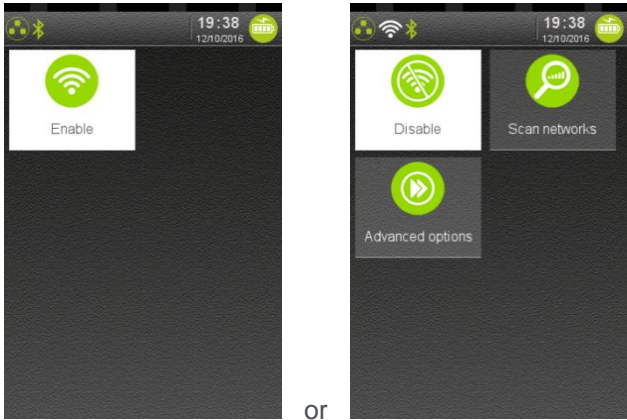 19:38
12/10/2016
Enable
or
19:38
12/10/2016
Disable
Scan networks
Advanced options